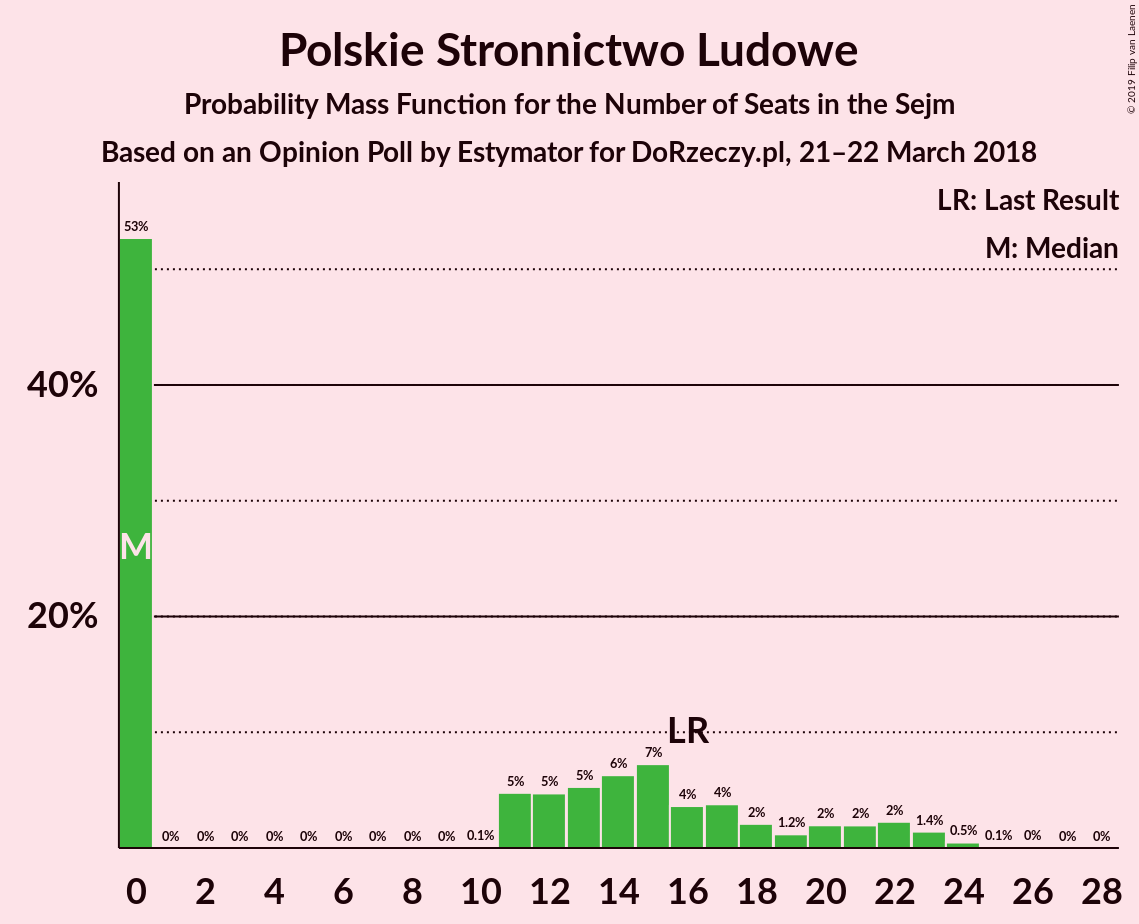 Polskie Stronnictwo Ludowe
Probability Mass Function for the Number of Seats in the Sejm
Based on an Opinion Poll by Estymator for DoRzeczy.pl, 21–22 March 2018
© 2019 Filip van Laenen
LR: Last Result
M: Median
53%
40%
M
20%
LR
0% 0% 0% 0% 0% 0% 0% 0% 0% 0.1% 5% 5% 5% 6% 7% 4% 4% 2% 1.2% 2% 2% 2% 1.4% 0.5% 0.1% 0% 0% 0%
0 2 4 6 8 10 12 14 16 18 20 22 24 26 28